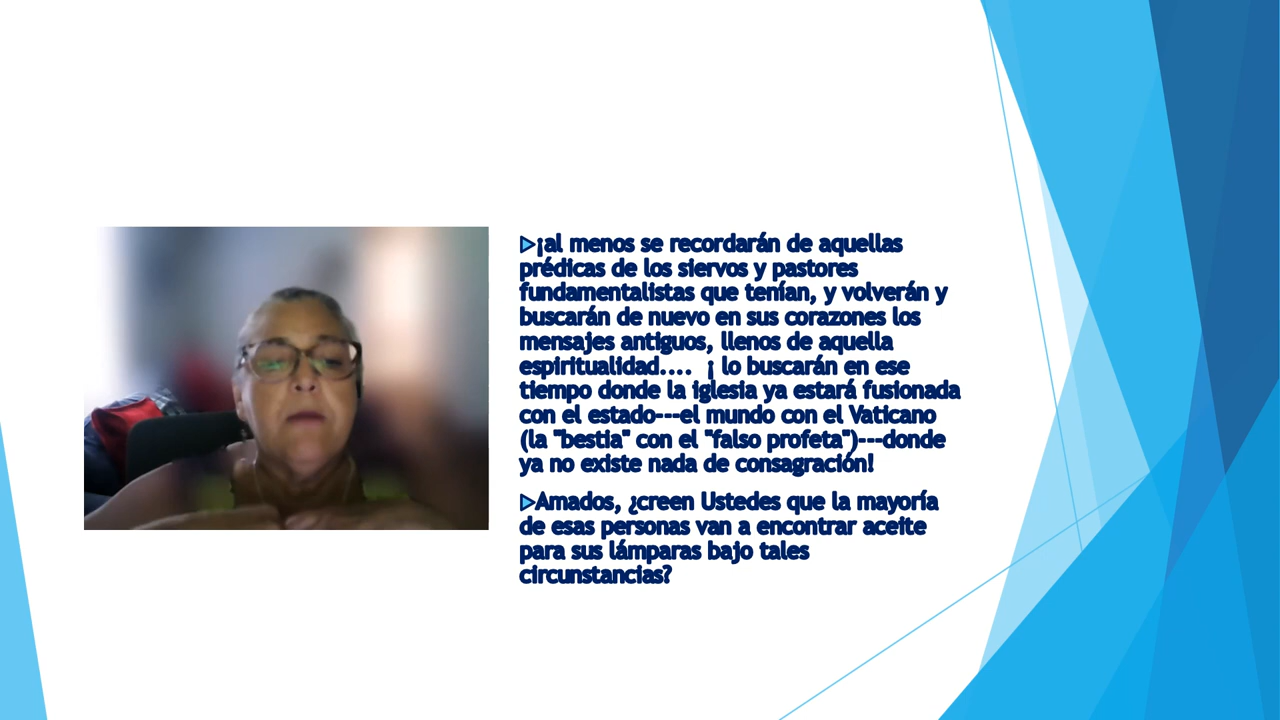 ¡al menos se recordarán de aquellas
prédicas de los siervos y pastores
fundamentalistas que tenían, y volverán y
buscarán de nuevo en sus corazones los
mensajes antiguos, llenos de aquella
espiritualidad.... ¡ lo buscarán en ese
tiempo donde la iglesia ya estará fusionada
con el estado---el mundo con el Vaticano
(la "bestia" con el "falso profeta")---donde
ya no existe nada de consagración!
Amados, ¿creen Ustedes que la mayoría
de esas personas van a encontrar aceite
para sus lámparas bajo tales
circunstancias?